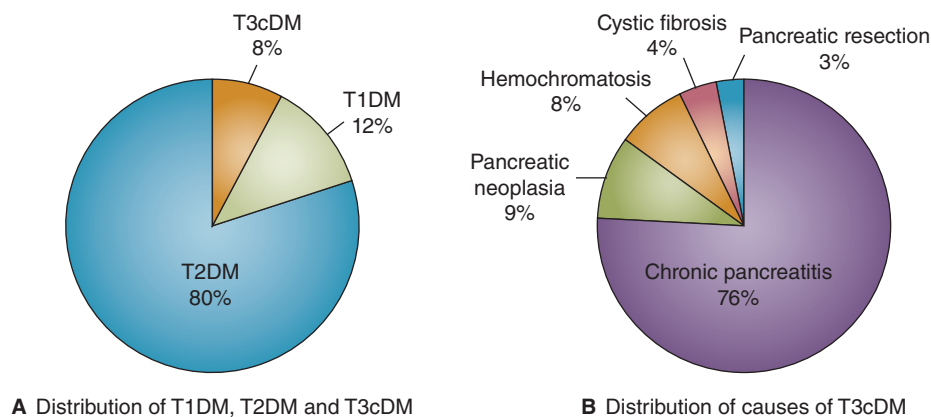 T3cDM
8%
T1DM
12%
T2DM
80%
A Distribution of T1DM, T2DM and T3cDM
Cystic fibrosis
4%
Pancreatic resection
3%
Hemochromatosis
8%
Pancreatic
neoplasia
9%
Chronic pancreatitis
76%
B Distribution of causes of T3cDM